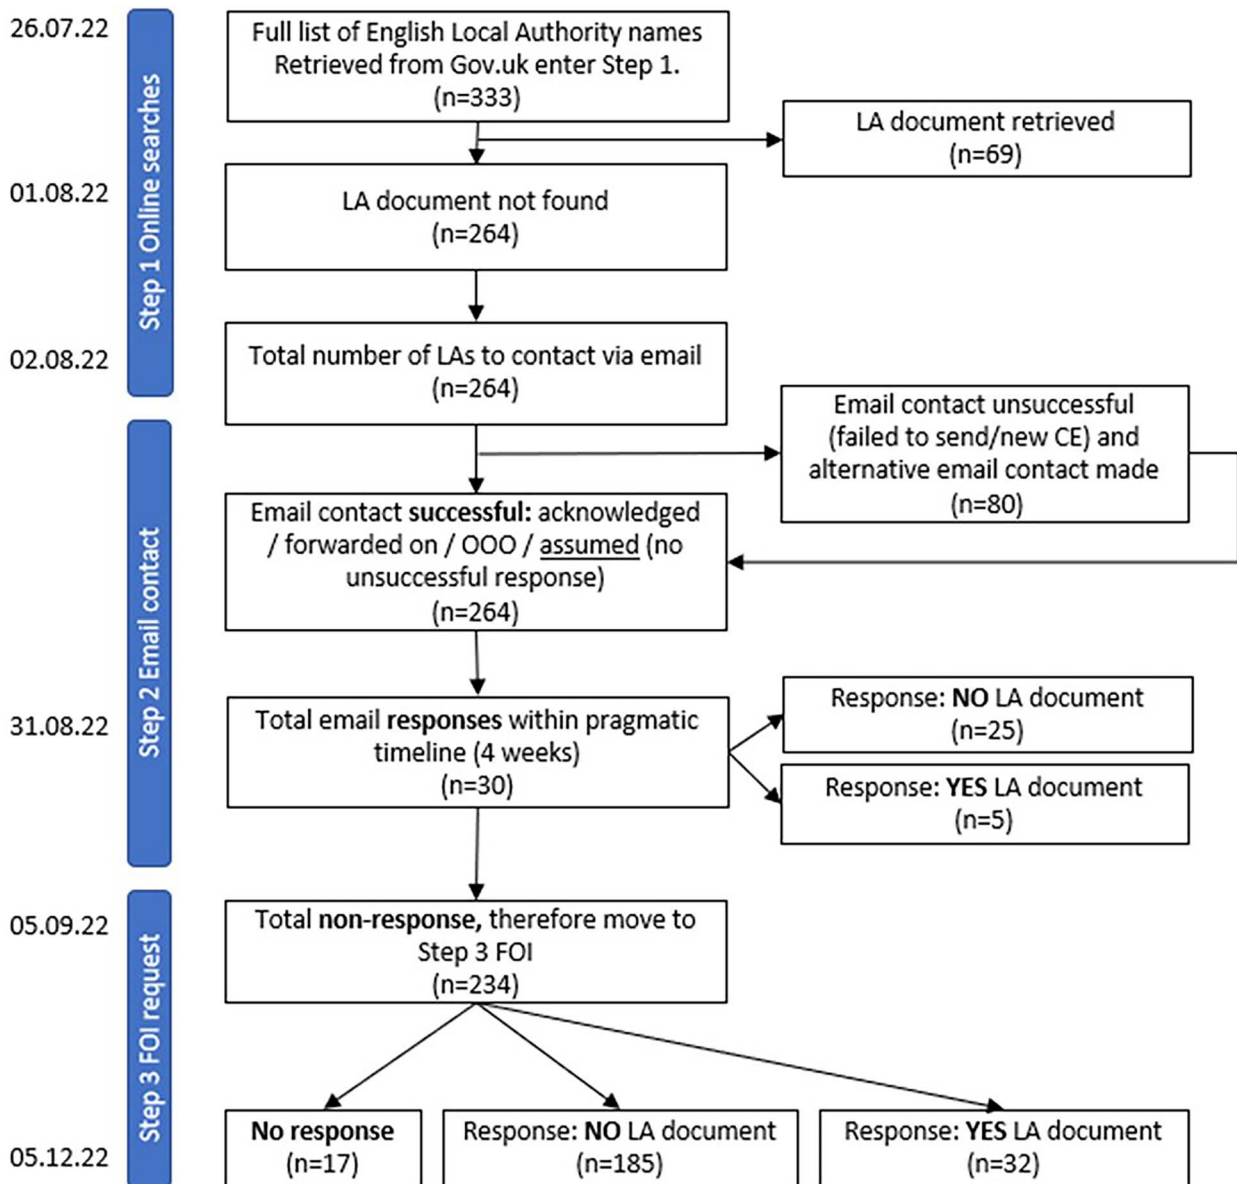 26.07.22
Step 1 Online searches
Full list of English Local Authority names
Retrieved from Gov.uk enter Step 1.
(n=333)
LA document retrieved
(n=69)
01.08.22
LA document not found
(n=264)
02.08.22
Total number of LAs to contact via email
(n=264)
Step 2 Email contact
Email contact unsuccessful
(failed to send/new CE) and
alternative email contact made
(n=80)
Email contact successful: acknowledged
/ forwarded on / OOO / assumed (no
unsuccessful response)
(n=264)
31.08.22
Total email responses within pragmatic
timeline (4 weeks)
(n=30)
Response: NO LA document
(n=25)
Response: YES LA document
(n=5)
05.09.22
Step 3 FOI request
Total non-response, therefore move to
Step 3 FOI
(n=234)
05.12.22
No response
(n=17)
Response: NO LA document
(n=185)
Response: YES LA document
(n=32)